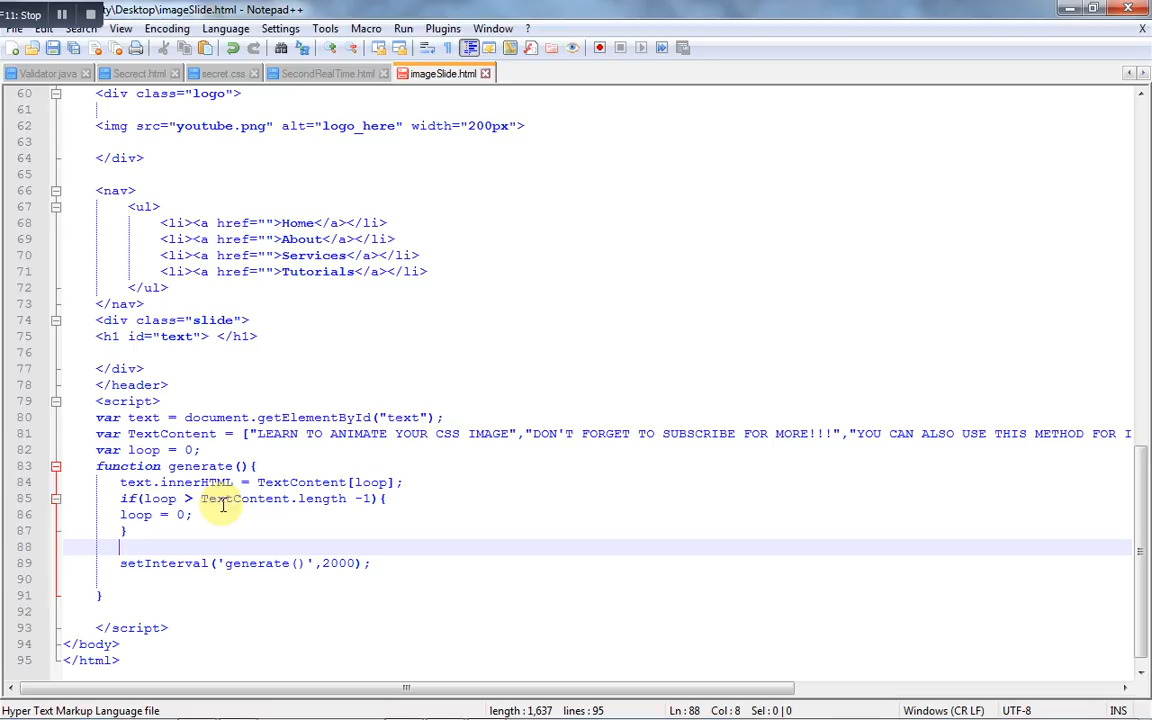 F11: Stop
ty\Desktop\imageSlide.html - Notepad++
File Edit Search View Encoding Language Settings Tools Macro Run Plugins Window ?
X
Validator.java Secrect.html secret.css SecondRealTime.html imageSlide.html
60 <div class="logo">
61
62 <img src="youtube.png" alt="logo_here" width="200px">
63
64 </div>
65
66 <nav>
67 <ul>
68 <li><a href="">Home</a></li>
69 <li><a href="">About</a></li>
70 <li><a href="">Services</a></li>
71 <li><a href="">Tutorials</a></li>
72 </ul>
73 </nav>
74 <div class="slide">
75 <h1 id="text"> </h1>
76
77 </div>
78 </header>
79 <script>
80 var text = document.getElementById("text");
81 var TextContent = ["LEARN TO ANIMATE YOUR CSS IMAGE","DON'T FORGET TO SUBSCRIBE FOR MORE!!!","YOU CAN ALSO USE THIS METHOD FOR I
82 var loop = 0;
83 function generate(){
84 text.innerHTML = TextContent[loop];
85 if(loop > TextContent.length -1){
86 loop = 0;
87 }
88
89 setInterval('generate()',2000);
90
91 }
92
93 </script>
94 </body>
95 </html>
Hyper Text Markup Language file length : 1,637 lines : 95 Ln : 88 Col : 8 Sel : 0 | 0 Windows (CR LF) UTF-8 INS